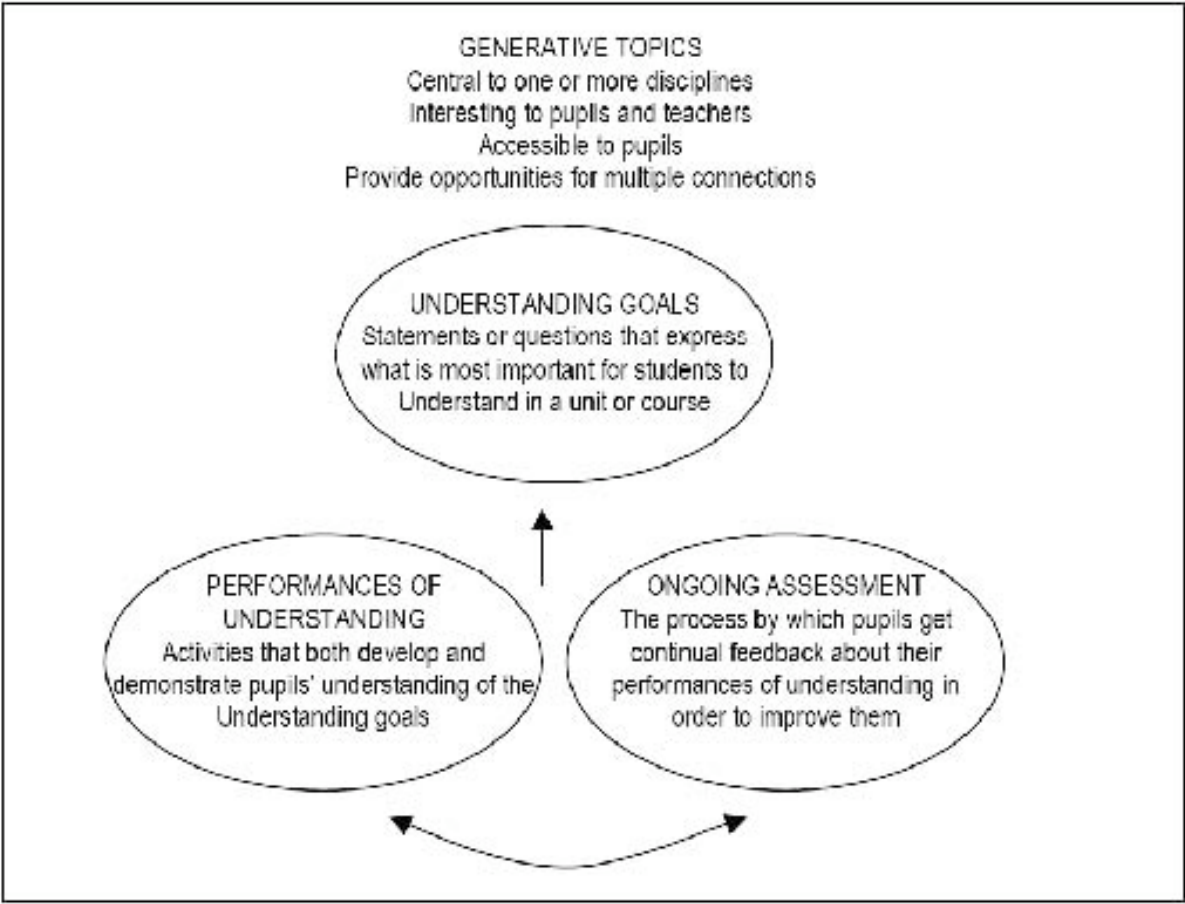 GENERATIVE TOPICS
Central to one or more disciplines
Interesting to pupils and teachers
Accessible to pupils
Provide opportunities for multiple connections
UNDERSTANDING GOALS
Statements or questions that express
what is most important for students to
Understand in a unit or course
PERFORMANCES OF
UNDERSTANDING
Activities that both develop and
demonstrate pupils' understanding of the
Understanding goals
ONGOING ASSESSMENT
The process by which pupils get
continual feedback about their
performances of understanding in
order to improve them